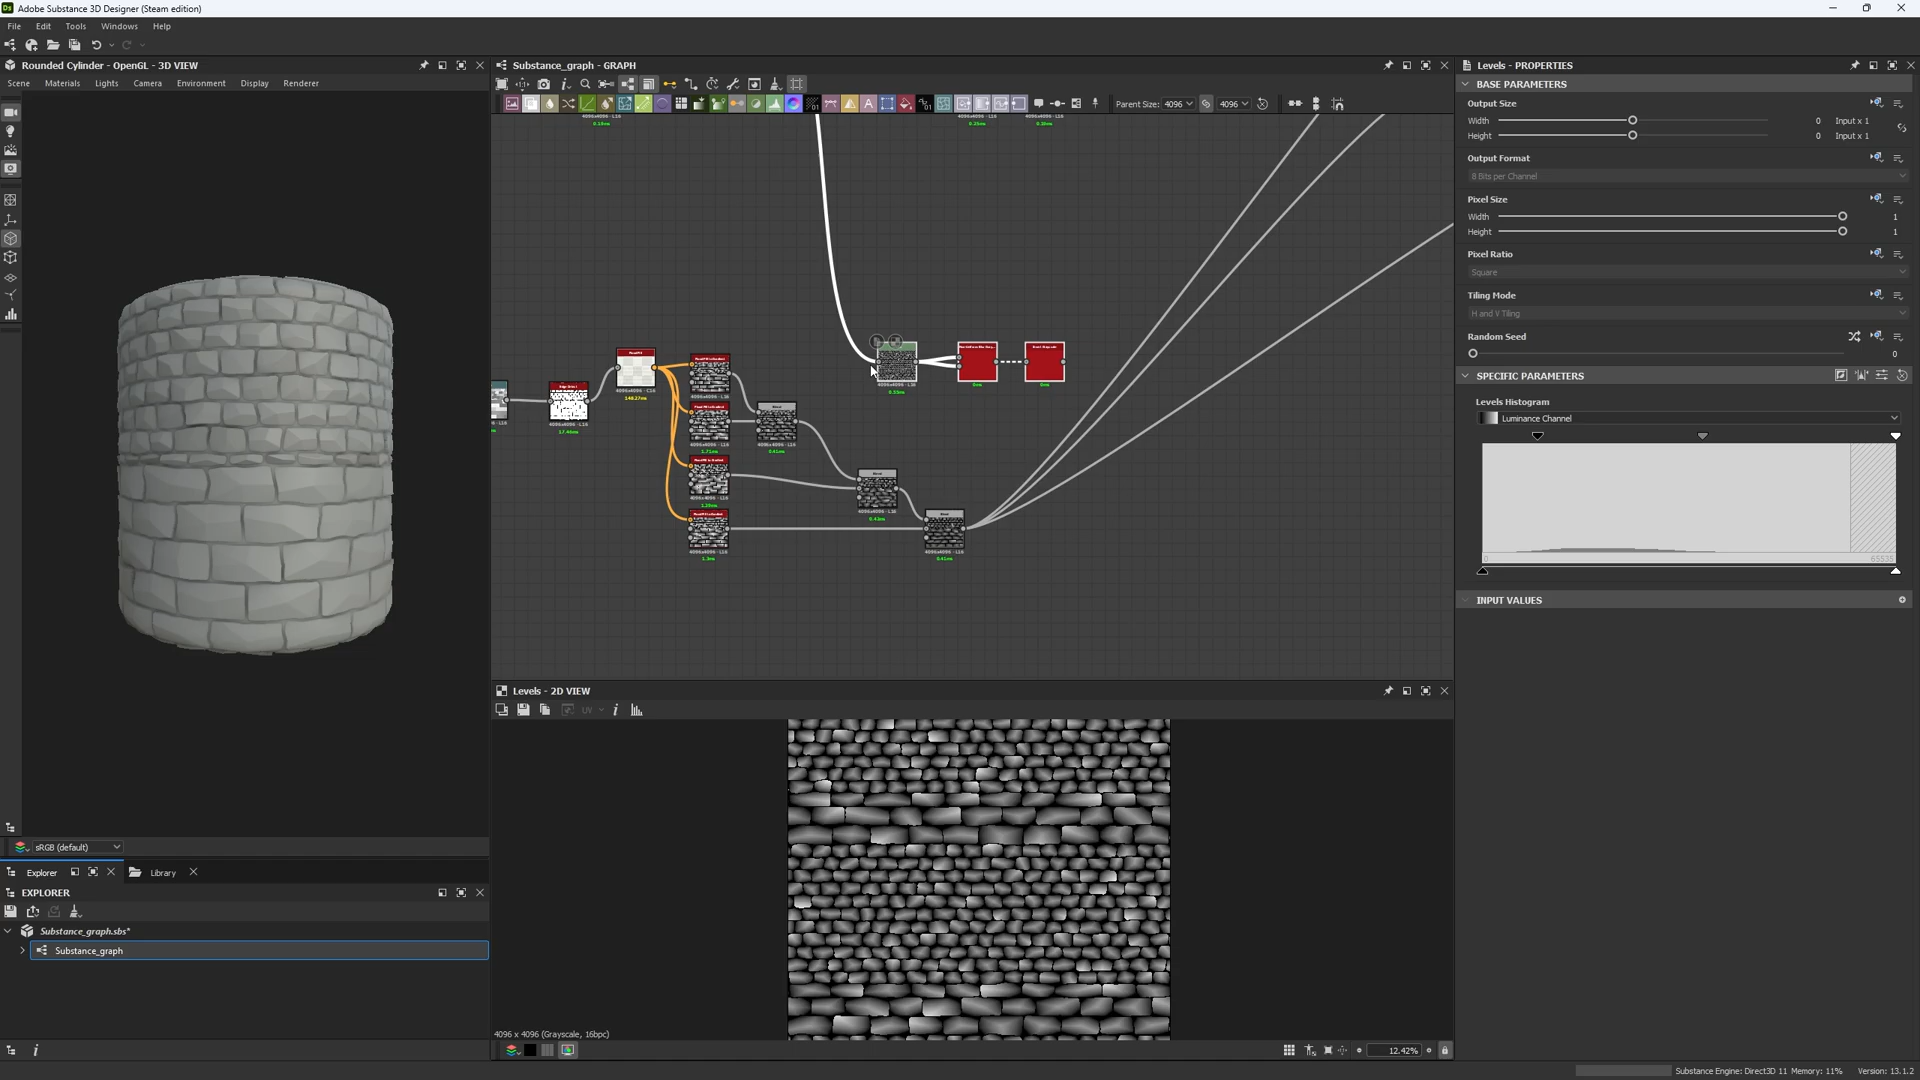 Adobe Substance 3D Designer (Steam edition)
File Edit Tools Windows Help
Rounded Cylinder - OpenGL - 3D VIEW
Scene Materials Lights Camera Environment Display Renderer
sRGB (default)
Explorer
Library
EXPLORER
Substance_graph.sbs*
Substance_graph
Substance_graph - GRAPH
Parent Size: 4096
4096
Levels - 2D VIEW
UV
4096 x 4096 (Grayscale, 16bpc)
12.42%
Levels - PROPERTIES
BASE PARAMETERS
Output Size
Width 0 Input x 1
Height 0 Input x 1
Output Format
8 Bits per Channel
Pixel Size
Width 1
Height 1
Pixel Ratio
Square
Tiling Mode
H and V Tiling
Random Seed
0
SPECIFIC PARAMETERS
Levels Histogram
Luminance Channel
0 65535
INPUT VALUES
Substance Engine: Direct3D 11 Memory: 11% Version: 13.1.2